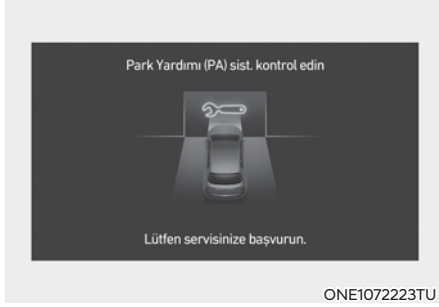 Park Yardımı (PA) sist. kontrol edin
Lütfen servisinize başvurun.
ONE1072223TU